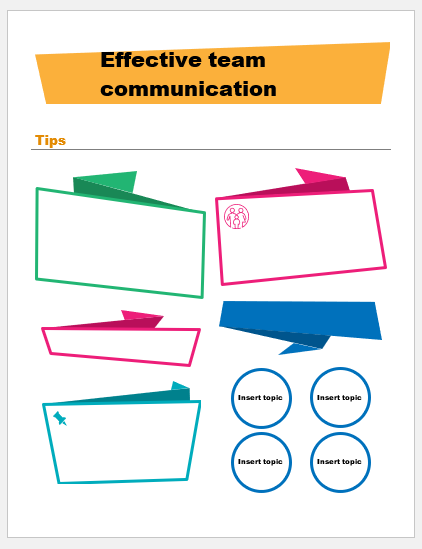 Effective team
communication
Tips
Insert topic
Insert topic
Insert topic
Insert topic